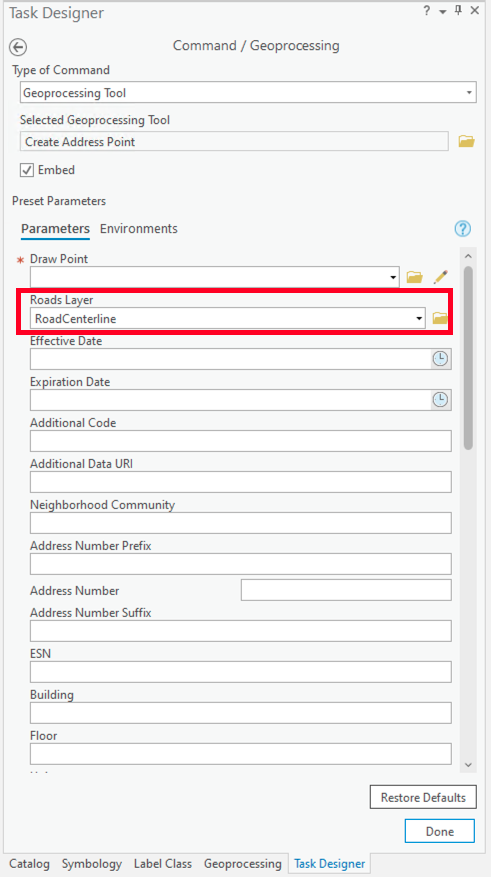 Task Designer
Command / Geoprocessing
Type of Command
Geoprocessing Tool
Selected Geoprocessing Tool
Create Address Point
Embed
Preset Parameters
Parameters Environments
* Draw Point
Roads Layer
RoadCenterline
Effective Date
Expiration Date
Additional Code
Additional Data URI
Neighborhood Community
Address Number Prefix
Address Number
Address Number Suffix
ESN
Building
Floor
Restore Defaults
Done
Catalog Symbology Label Class Geoprocessing Task Designer